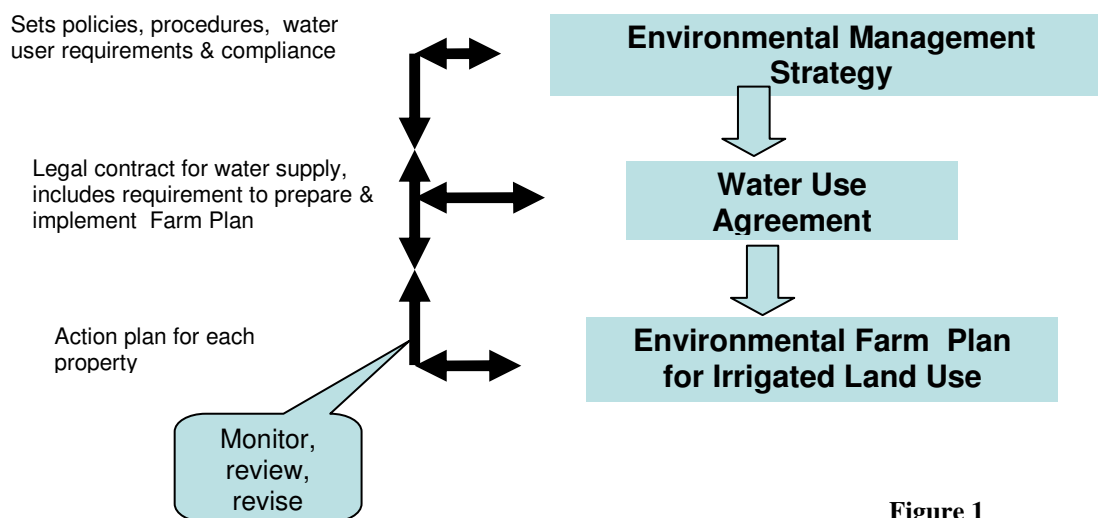 Sets policies, procedures, water
user requirements & compliance
Environmental Management
Strategy
Legal contract for water supply,
includes requirement to prepare &
implement Farm Plan
Water Use
Agreement
Action plan for each
property
Environmental Farm Plan
for Irrigated Land Use
Monitor,
review,
revise
Figure 1